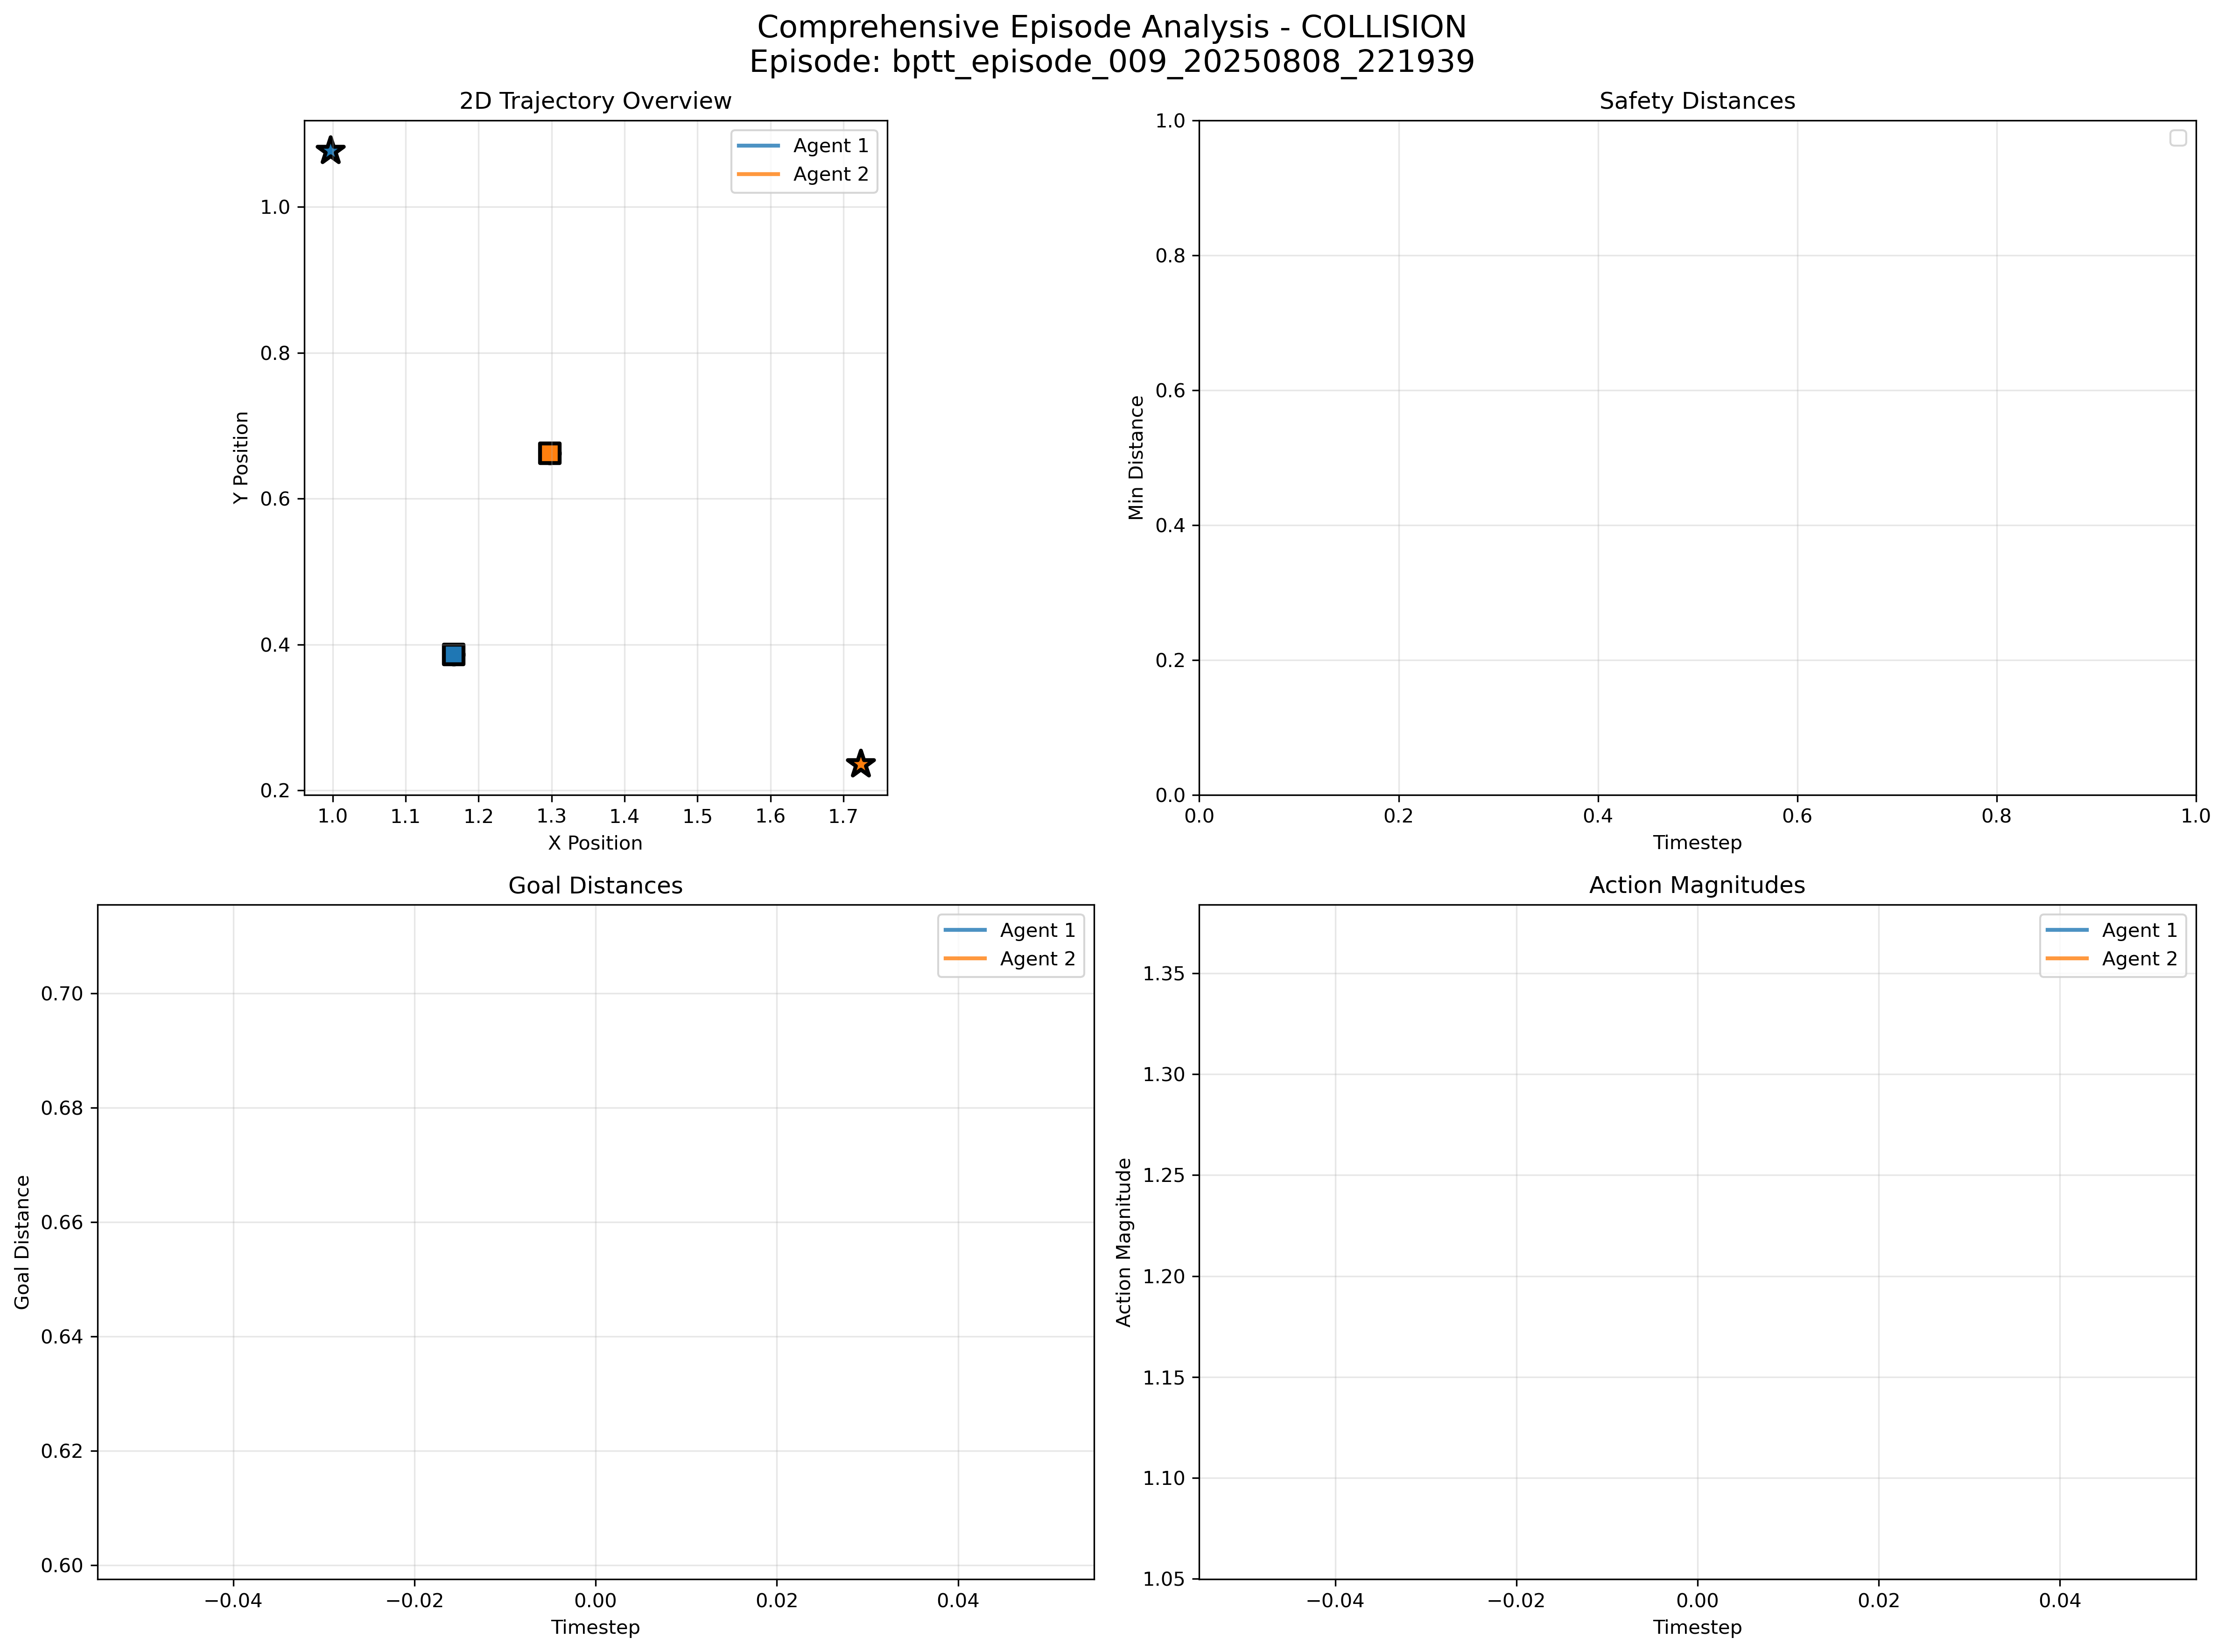 Comprehensive Episode Analysis - COLLISION
Episode: bptt_episode_009_20250808_221939
2D Trajectory Overview
Agent 1
Agent 2
1.0
0.8
0.6
0.4
0.2
Y Position
1.0 1.1 1.2 1.3 1.4 1.5 1.6 1.7
X Position
Safety Distances
1.0
0.8
0.6
0.4
0.2
0.0
Min Distance
0.0 0.2 0.4 0.6 0.8 1.0
Timestep
Goal Distances
Agent 1
Agent 2
0.70
0.68
0.66
0.64
0.62
0.60
Goal Distance
−0.04 −0.02 0.00 0.02 0.04
Timestep
Action Magnitudes
Agent 1
Agent 2
1.35
1.30
1.25
1.20
1.15
1.10
1.05
Action Magnitude
−0.04 −0.02 0.00 0.02 0.04
Timestep